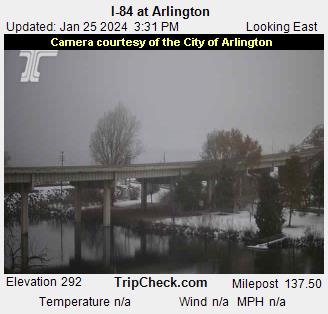 I-84 at Arlington
Updated: Jan 25 2024 3:31 PM Looking East
Camera courtesy of the City of Arlington
Elevation 292 TripCheck.com Milepost 137.50
Temperature n/a Wind n/a MPH n/a